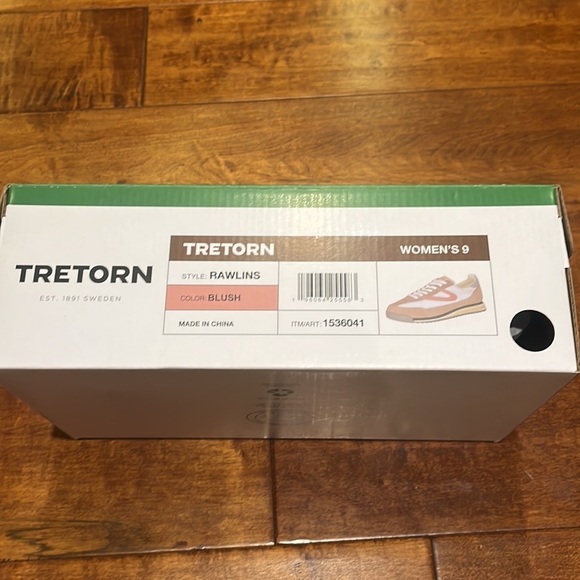 TRETORN
EST. 1891 SWEDEN
TRETORN
WOMEN'S 9
STYLE: RAWLINS
COLOR: BLUSH
MADE IN CHINA
ITM/ART: 1536041